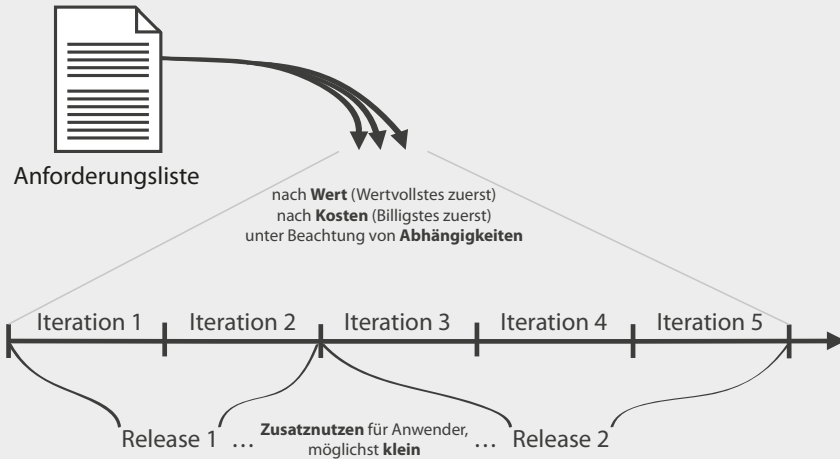 Anforderungsliste
nach Wert (Wertvollstes zuerst)
nach Kosten (Billigstes zuerst)
unter Beachtung von Abhängigkeiten
Iteration 1
Iteration 2
Iteration 3
Iteration 4
Iteration 5
Release 1
... Zusatznutzen für Anwender, ...
möglichst klein
Release 2